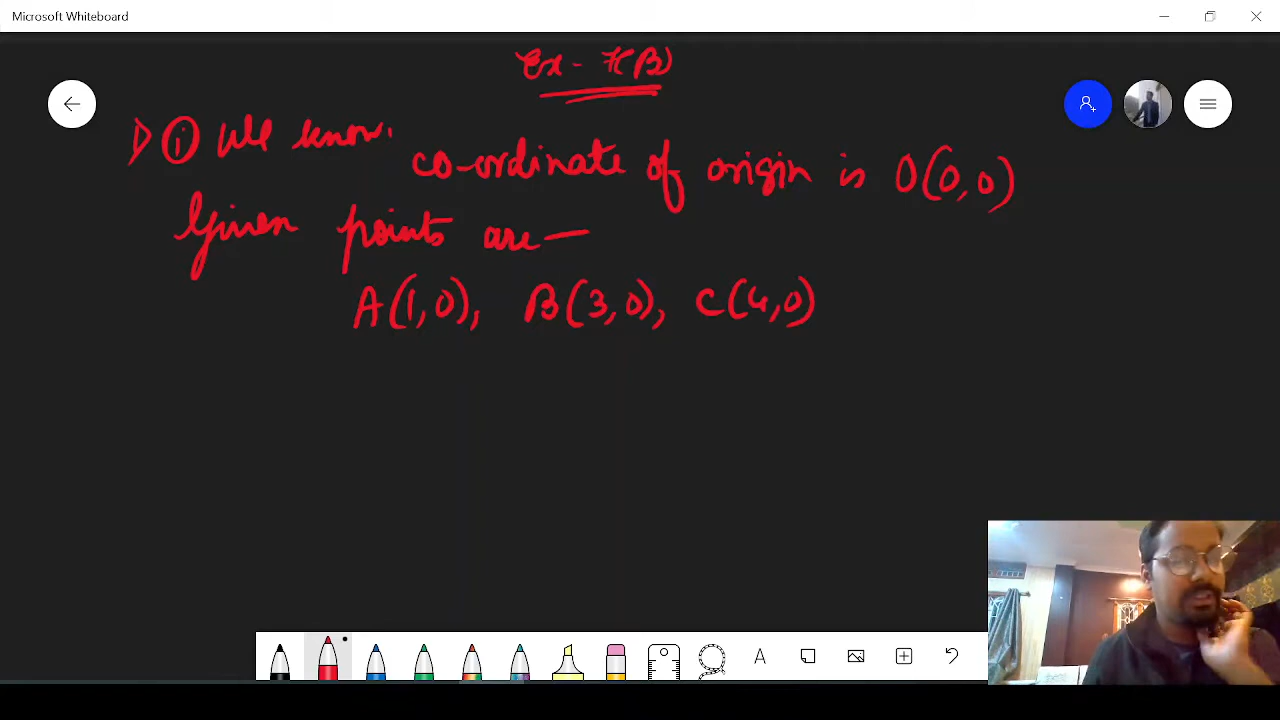 Microsoft Whiteboard
Ex - 7(B)
1) (i) We know.
co-ordinate of origin is O(0,0)
Given points are —
A(1,0), B(3,0), C(4,0)
A